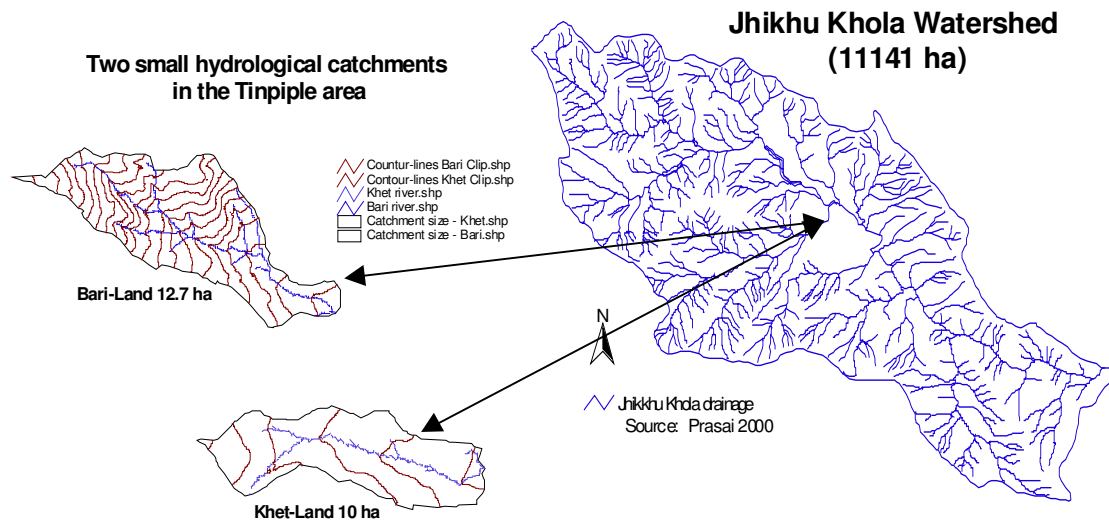 Jhikhu Khola Watershed
(11141 ha)
Two small hydrological catchments
in the Tinpiple area
Countur-lines Bari Clip.shp
Contour-lines Khet Clip.shp
Khet river.shp
Bari river.shp
Catchment size - Khet.shp
Catchment size - Bari.shp
Bari-Land 12.7 ha
N
Jhikkhu Khola drainage
Source: Prasai 2000
Khet-Land 10 ha